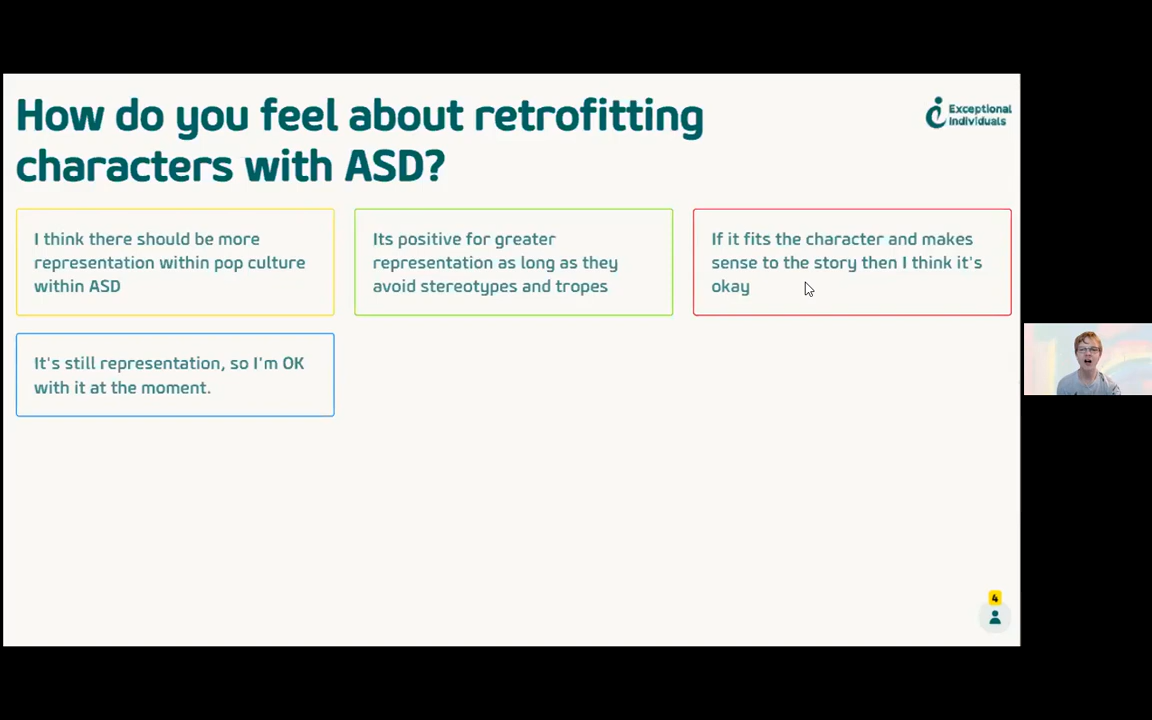 How do you feel about retrofitting
characters with ASD?
Exceptional
Individuals
I think there should be more
representation within pop culture
within ASD
Its positive for greater
representation as long as they
avoid stereotypes and tropes
If it fits the character and makes
sense to the story then I think it's
okay
It's still representation, so I'm OK
with it at the moment.
4